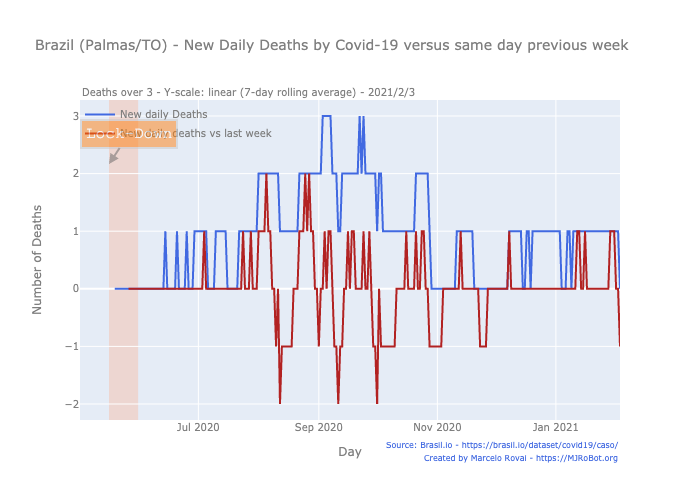 Brazil (Palmas/TO) - New Daily Deaths by Covid-19 versus same day previous week
Deaths over 3 - Y-scale: linear (7-day rolling average) - 2021/2/3
New daily Deaths
deaths vs last week
Lock Down
3
2
1
0
−1
−2
Number of Deaths
Jul 2020
Sep 2020
Nov 2020
Jan 2021
Day
Source: Brasil.io - https://brasil.io/dataset/covid19/caso/
Created by Marcelo Rovai - https://MJRoBot.org